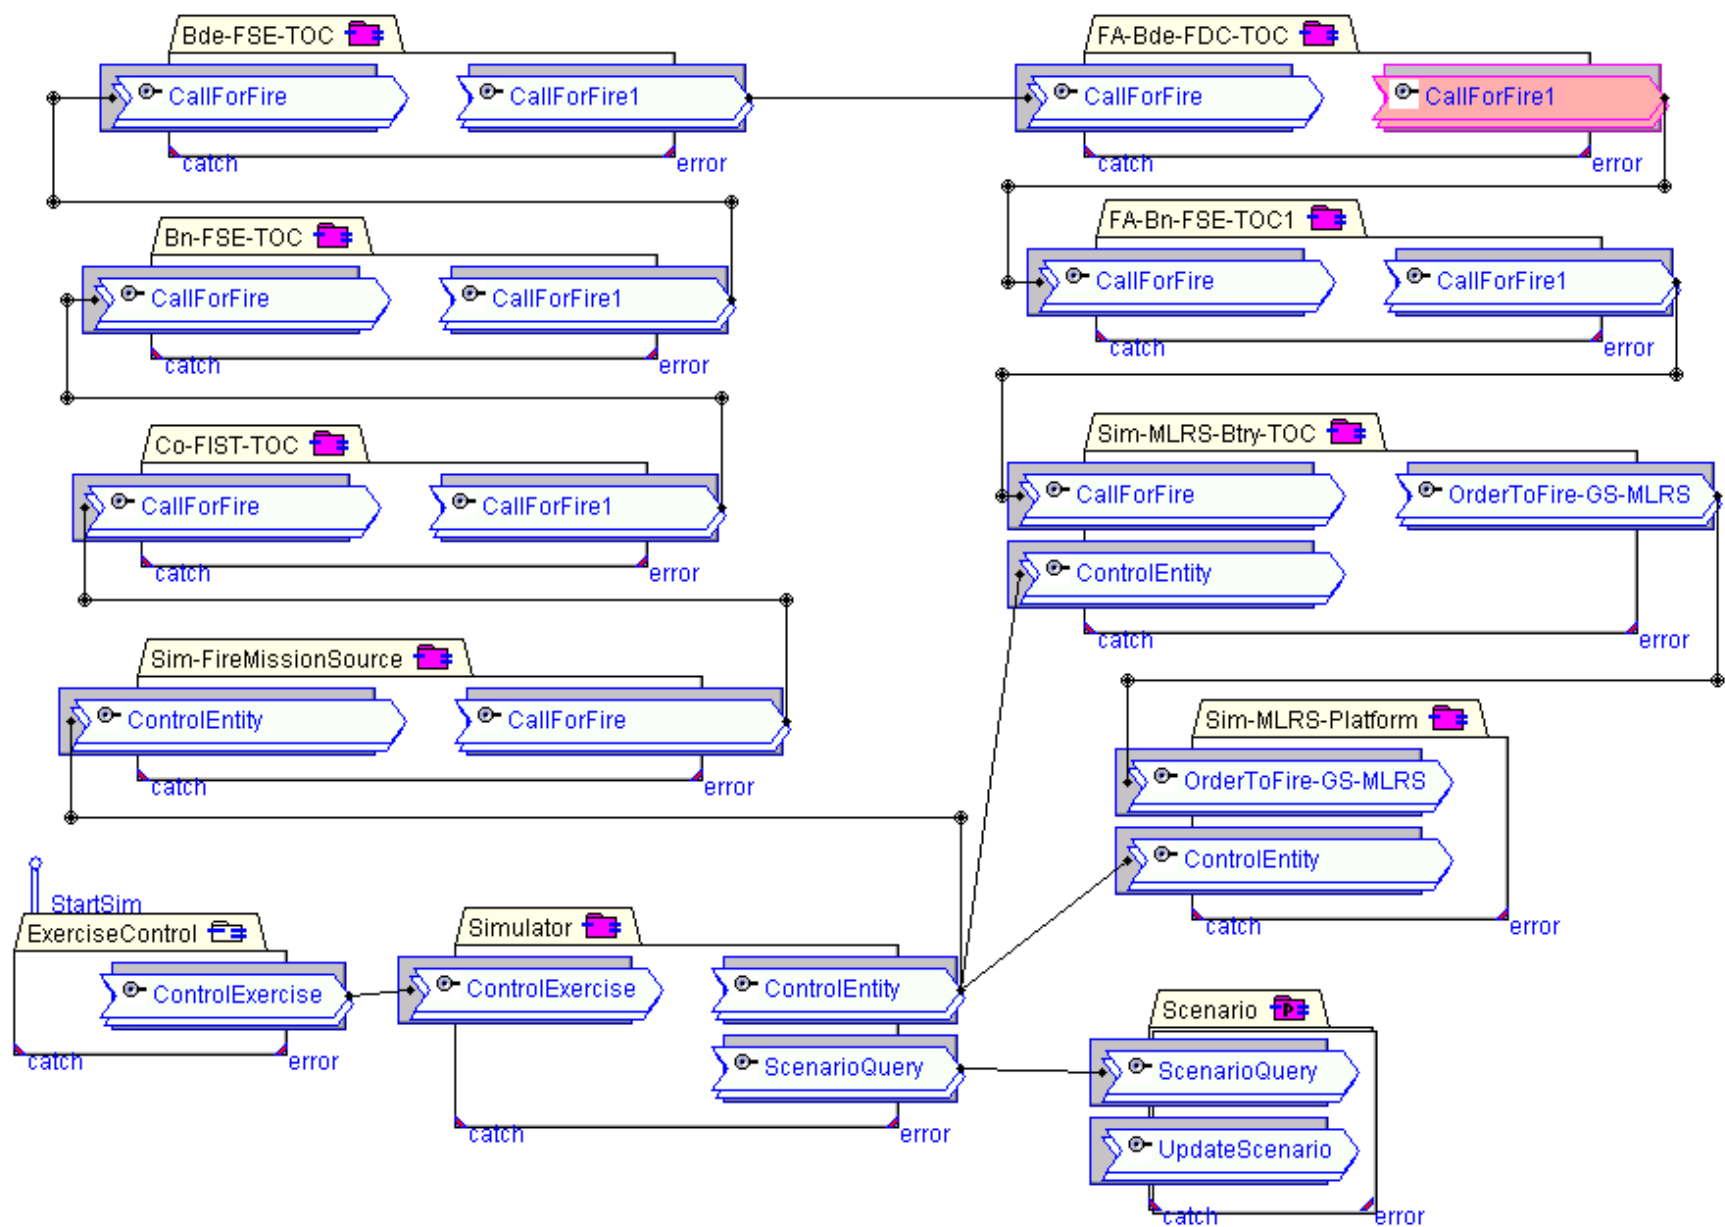 Bde-FSE-TOC
CallForFire
CallForFire1
catch
error
FA-Bde-FDC-TOC
CallForFire
CallForFire1
catch
error
Bn-FSE-TOC
CallForFire
CallForFire1
catch
error
FA-Bn-FSE-TOC1
CallForFire
CallForFire1
catch
error
Co-FIST-TOC
CallForFire
CallForFire1
catch
error
Sim-MLRS-Btry-TOC
CallForFire
OrderToFire-GS-MLRS
ControlEntity
catch
error
Sim-FireMissionSource
ControlEntity
CallForFire
catch
error
Sim-MLRS-Platform
OrderToFire-GS-MLRS
ControlEntity
catch
error
StartSim
ExerciseControl
ControlExercise
catch
error
Simulator
ControlExercise
ControlEntity
ScenarioQuery
catch
error
Scenario
P
ScenarioQuery
UpdateScenario
catch
error